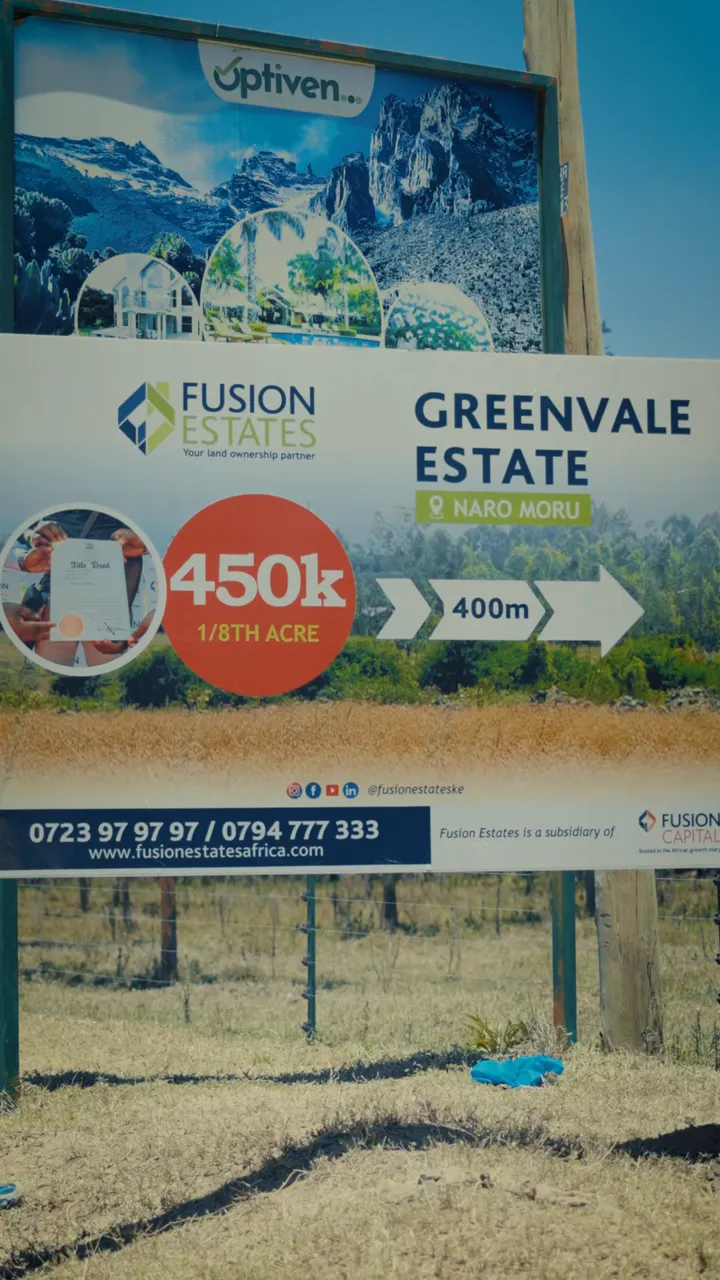 Optiven...
FUSION
ESTATES
Your land ownership partner
GREENVALE
ESTATE
NARO MORU
Title Deed
450k
1/8TH ACRE
400m
@fusionestateske
0723 97 97 97 / 0794 777 333
www.fusionestatesafrica.com
Fusion Estates is a subsidiary of
FUSION
CAPITAL